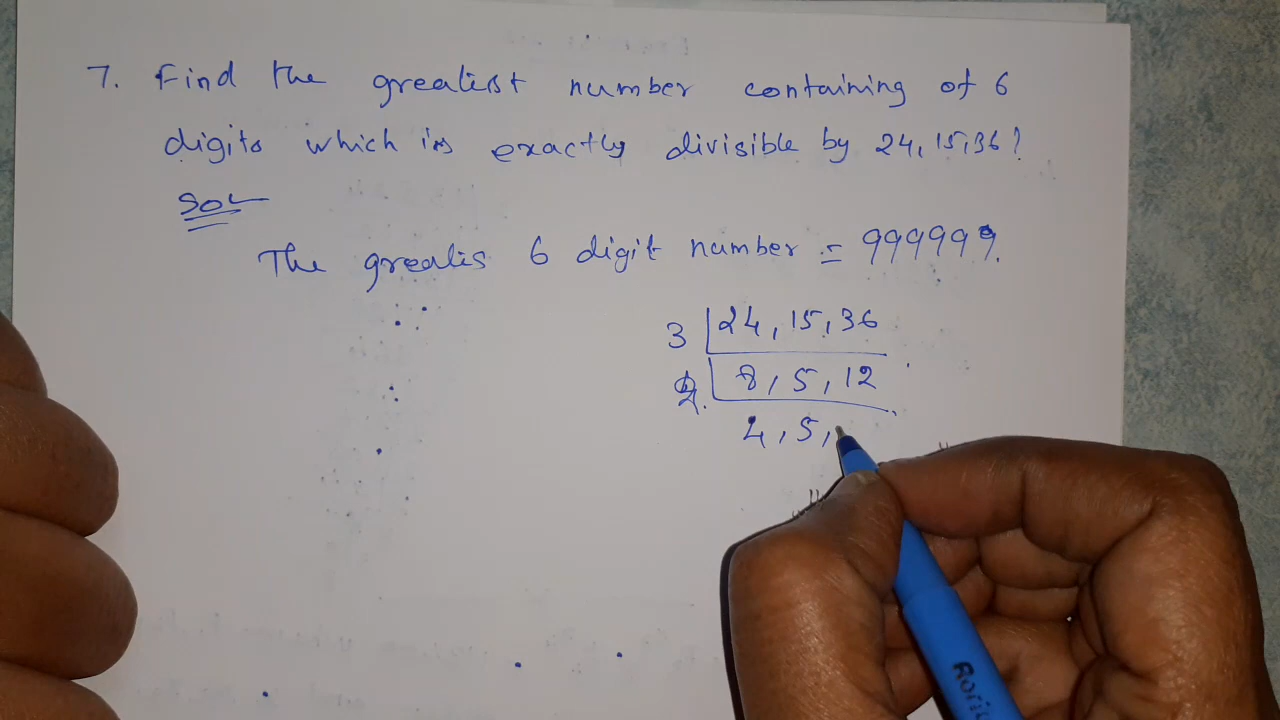 7. Find the greatest number containing of 6
digits which is exactly divisible by 24, 15, 36?
SOL
The greatis 6 digit number = 999999.
3 | 24, 15, 36
2. | 8, 5, 12
4, 5,